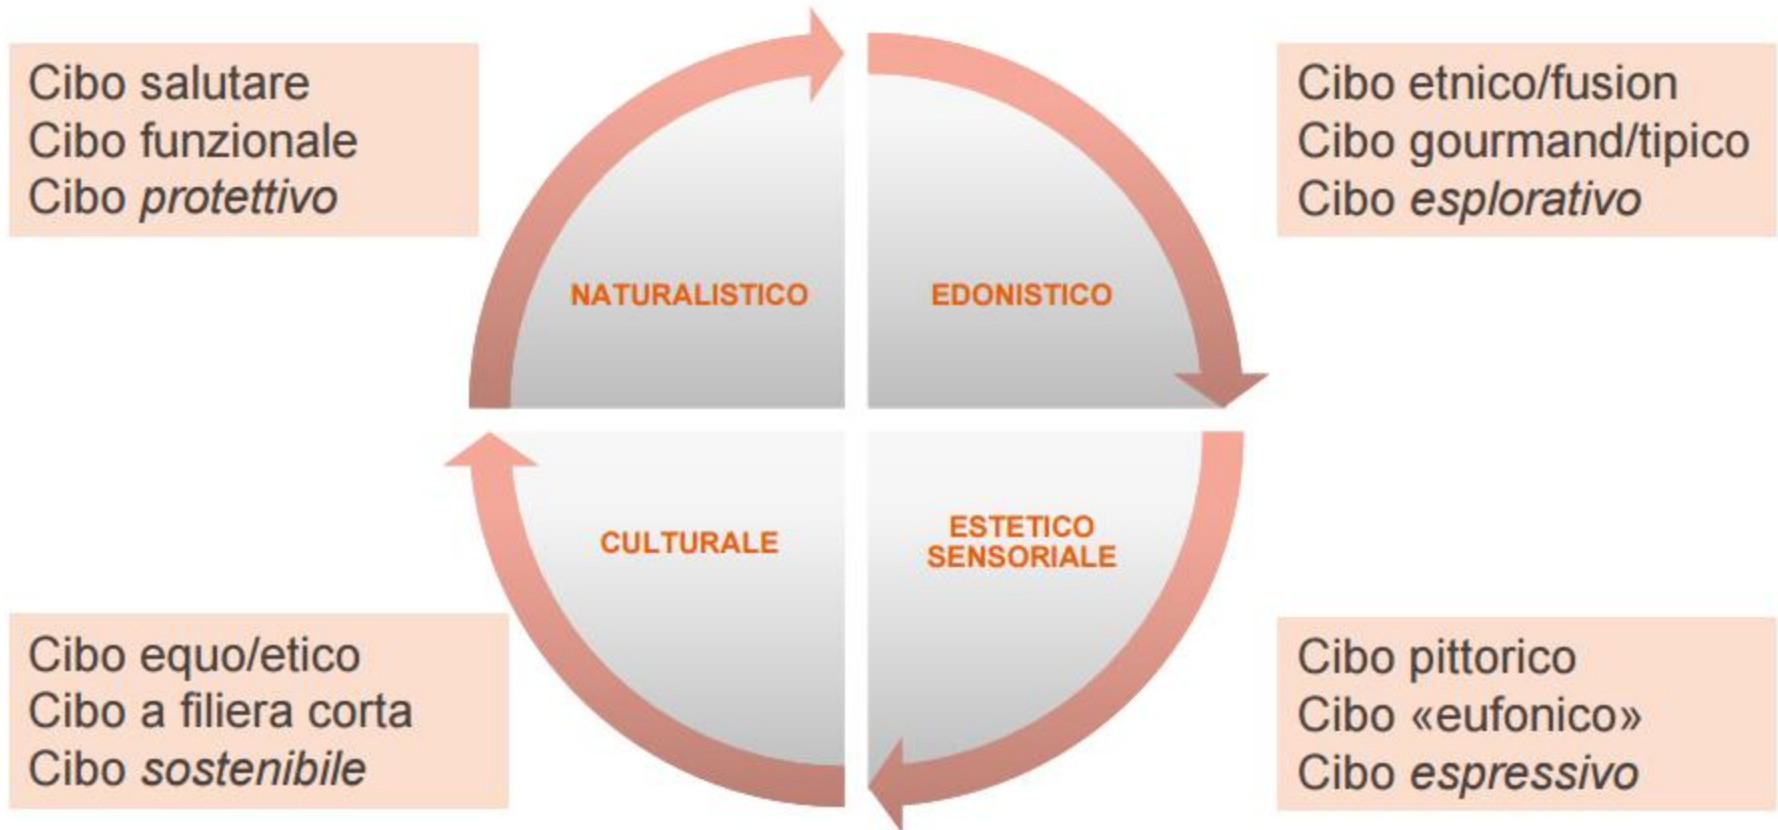 Cibo salutare
Cibo funzionale
Cibo protettivo
NATURALISTICO
EDONISTICO
Cibo etnico/fusion
Cibo gourmand/tipico
Cibo esplorativo
Cibo equo/etico
Cibo a filiera corta
Cibo sostenibile
CULTURALE
ESTETICO
SENSORIALE
Cibo pittorico
Cibo «eufonico»
Cibo espressivo